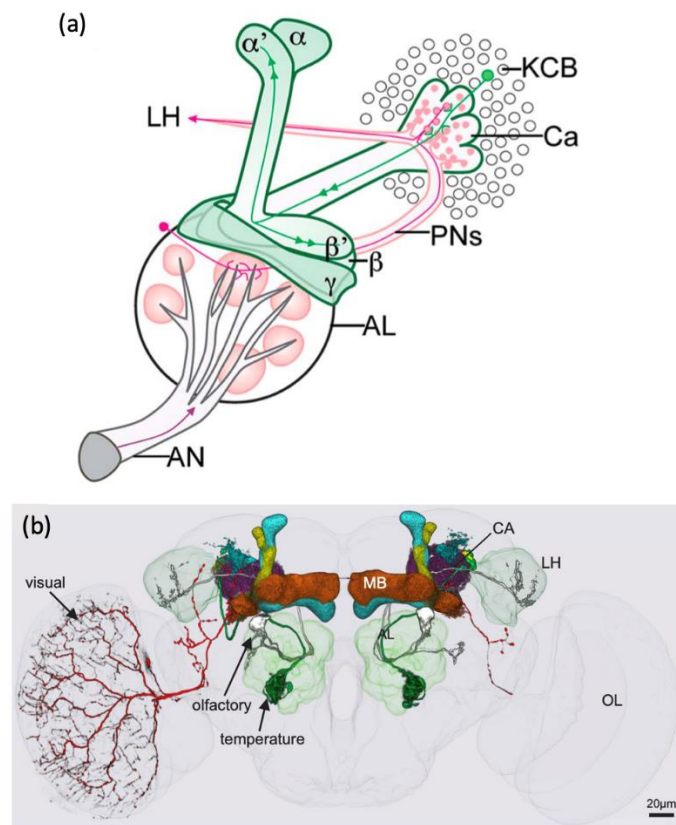 (a)
α' α
KCB
LH
Ca
PNs
β' β
γ
AL
AN
(b)
CA
LH
visual
MB
AL
olfactory
temperature
OL
20μm